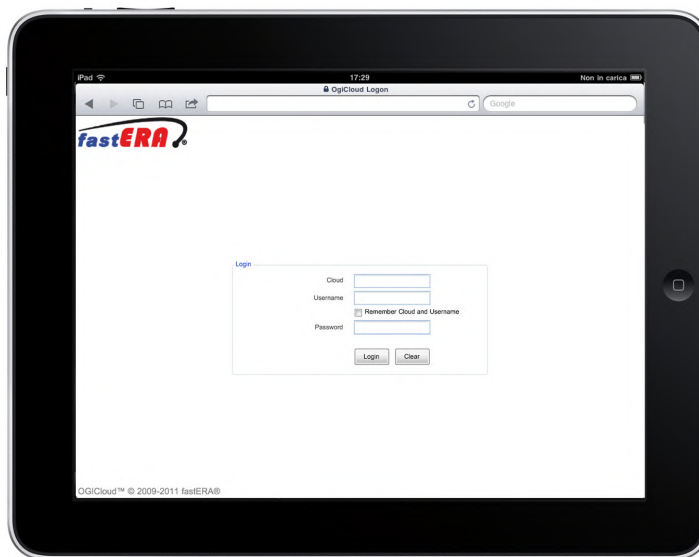 iPad 17:29 Non in carica
OgiCloud Logon
Google
fastERA®
Login
Cloud
Username
Remember Cloud and Username
Password
Login Clear
OGICloud™ © 2009-2011 fastERA®